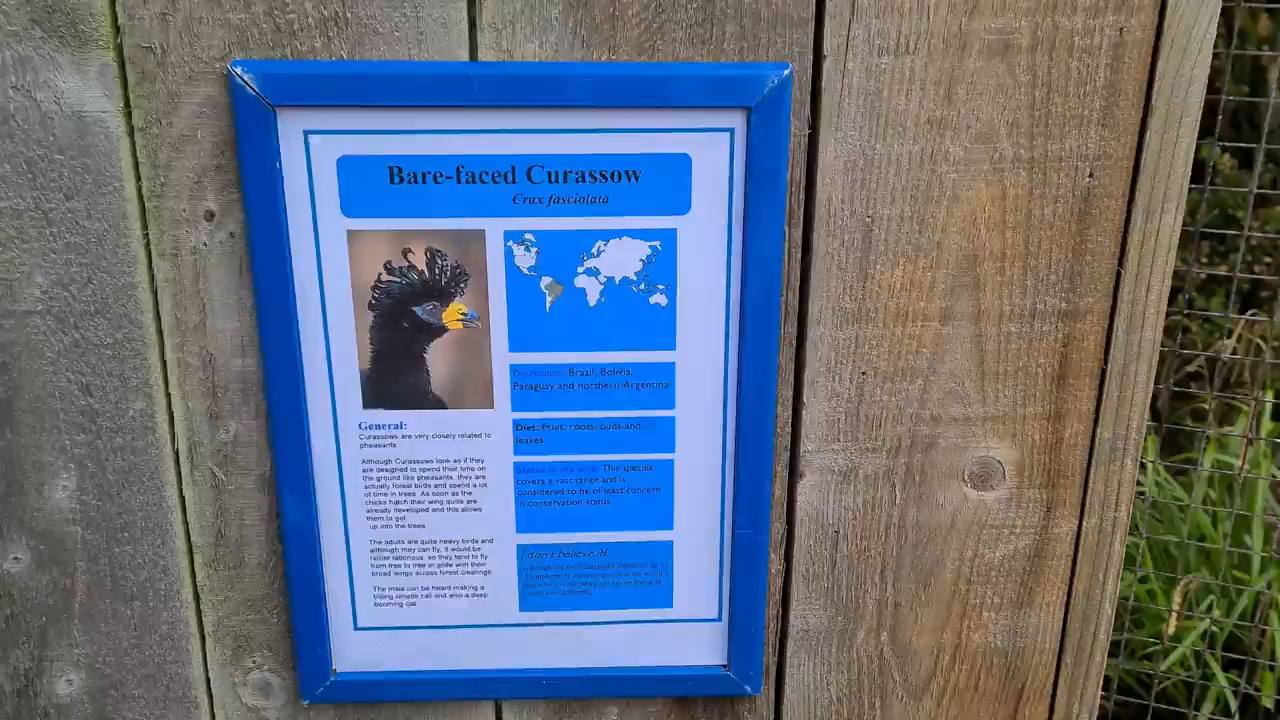 Bare-faced Curassow
Crax fasciolata
General:
Curassows are very closely related to
pheasants
Although Curassows look as if they
are designed to spend their time on
the ground like pheasants, they are
actually forest birds and spend a lot
of time in trees. As soon as the
chicks hatch their wing quills are
already developed and this allows
them to get
up into the trees
The adults are quite heavy birds and
although they can fly, it would be
rather laborious, so they tend to fly
from tree to tree or glide with their
broad wings across forest clearings
The male can be heard making a
trilling whistle call and also a deep
booming call
Distribution: Brazil, Bolivia,
Paraguay and northern Argentina
Diet: Fruit, roots, buds and
leaves
Status in the wild: This species
covers a vast range and is
considered to be of least concern
in conservation status.
I don't believe it!